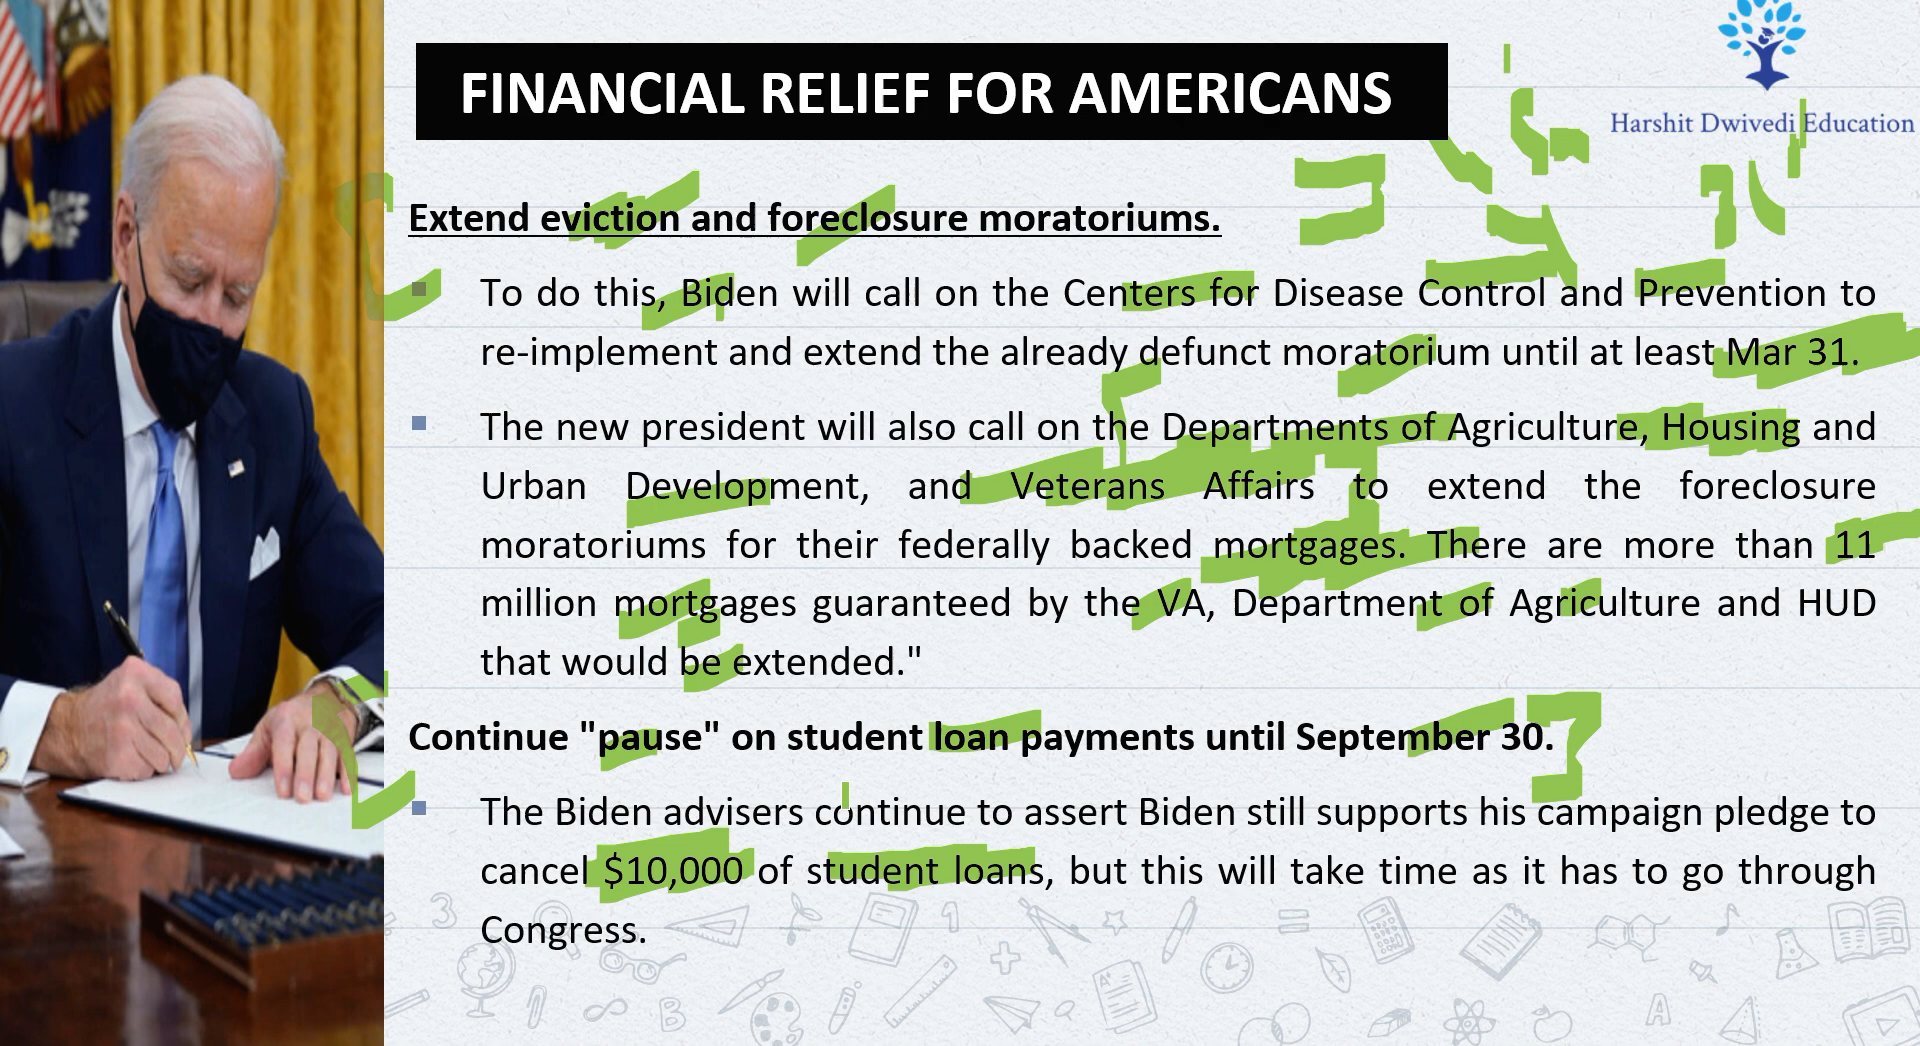 FINANCIAL RELIEF FOR AMERICANS
Harshit Dwivedi Education
Extend eviction and foreclosure moratoriums.
To do this, Biden will call on the Centers for Disease Control and Prevention to
re-implement and extend the already defunct moratorium until at least Mar 31.
The new president will also call on the Departments of Agriculture, Housing and
Urban Development, and Veterans Affairs to extend the foreclosure
moratoriums for their federally backed mortgages. There are more than 11
million mortgages guaranteed by the VA, Department of Agriculture and HUD
that would be extended."
Continue "pause" on student loan payments until September 30.
The Biden advisers continue to assert Biden still supports his campaign pledge to
cancel $10,000 of student loans, but this will take time as it has to go through
Congress.